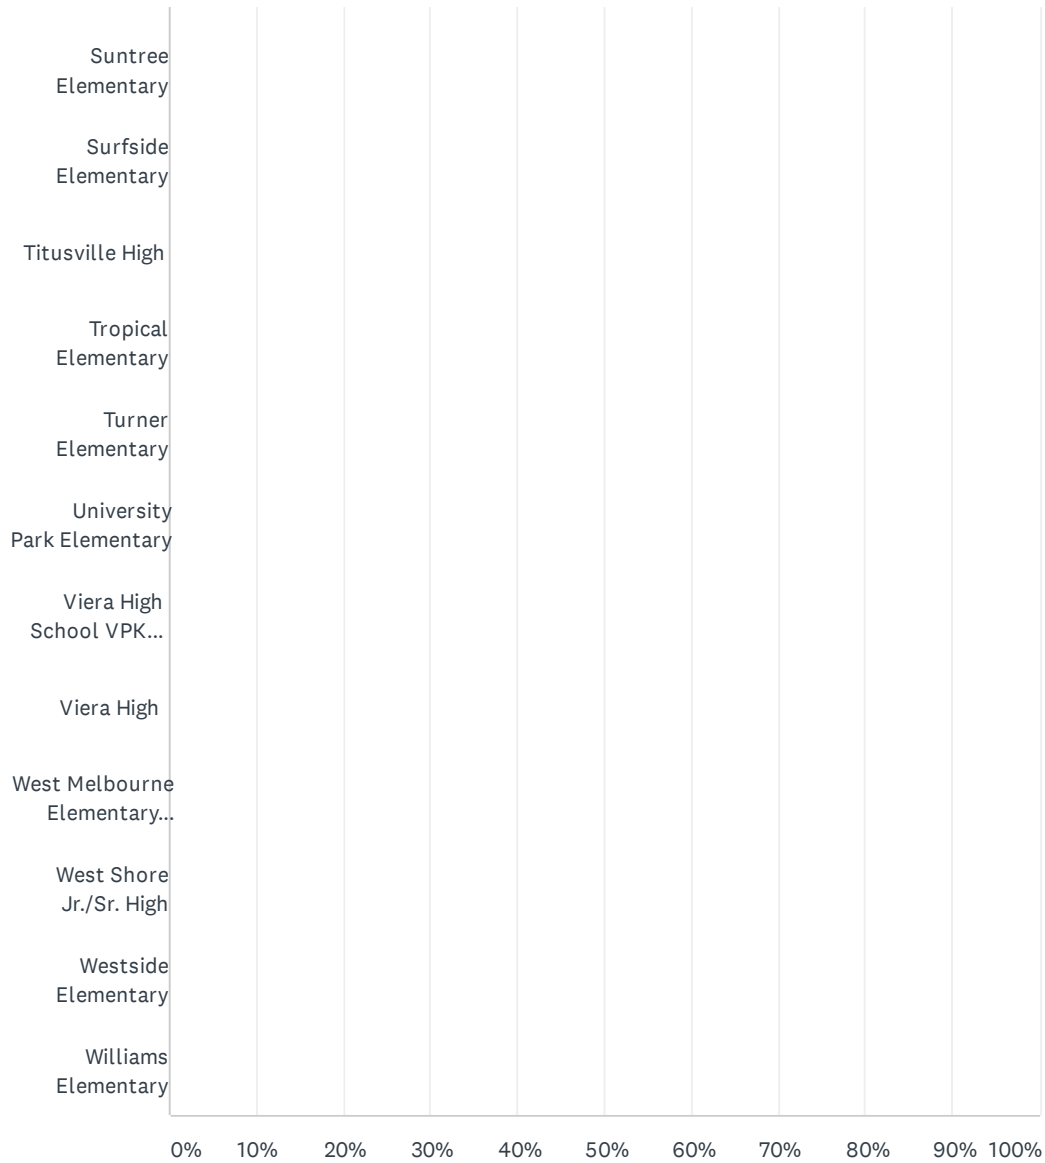 Suntree
Elementary
Surfside
Elementary
Titusville High
Tropical
Elementary
Turner
Elementary
University
Park Elementary
Viera High
School VPK...
Viera High
West Melbourne
Elementary...
West Shore
Jr./Sr. High
Westside
Elementary
Williams
Elementary
0% 10% 20% 30% 40% 50% 60% 70% 80% 90% 100%